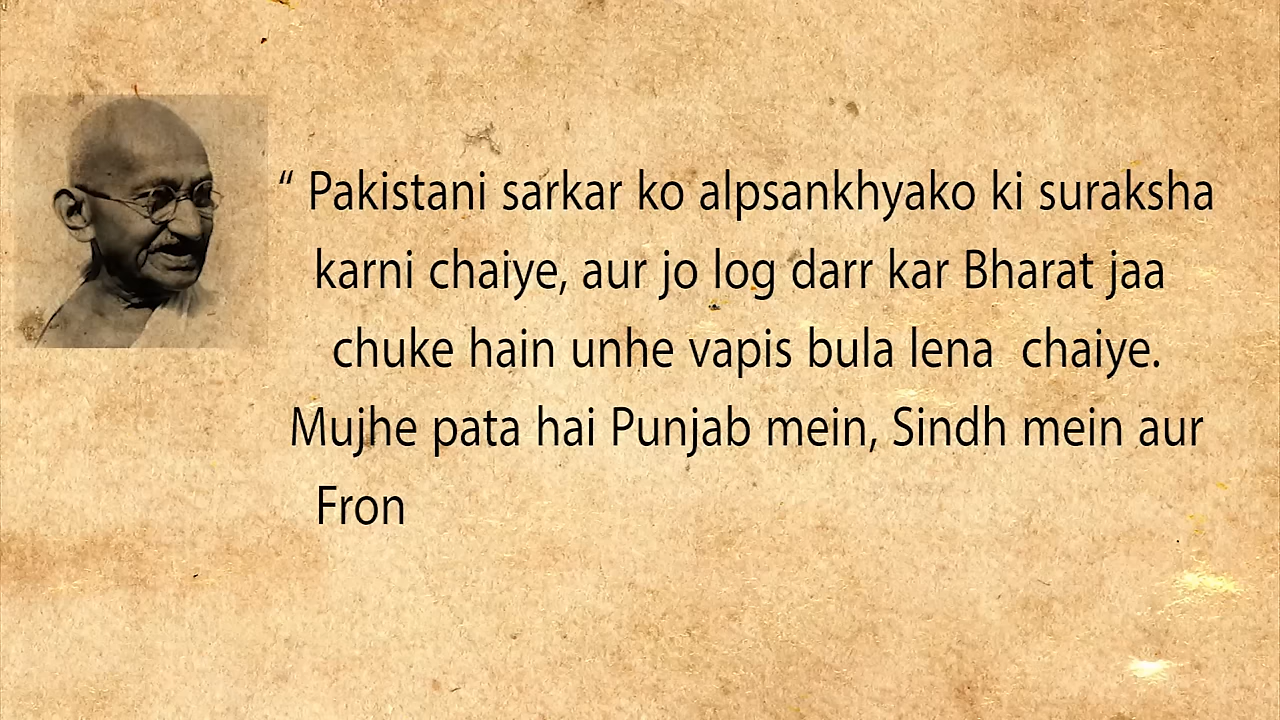 “ Pakistani sarkar ko alpsankhyako ki suraksha
karni chaiye, aur jo log darr kar Bharat jaa
chuke hain unhe vapis bula lena chaiye.
Mujhe pata hai Punjab mein, Sindh mein aur
Fron